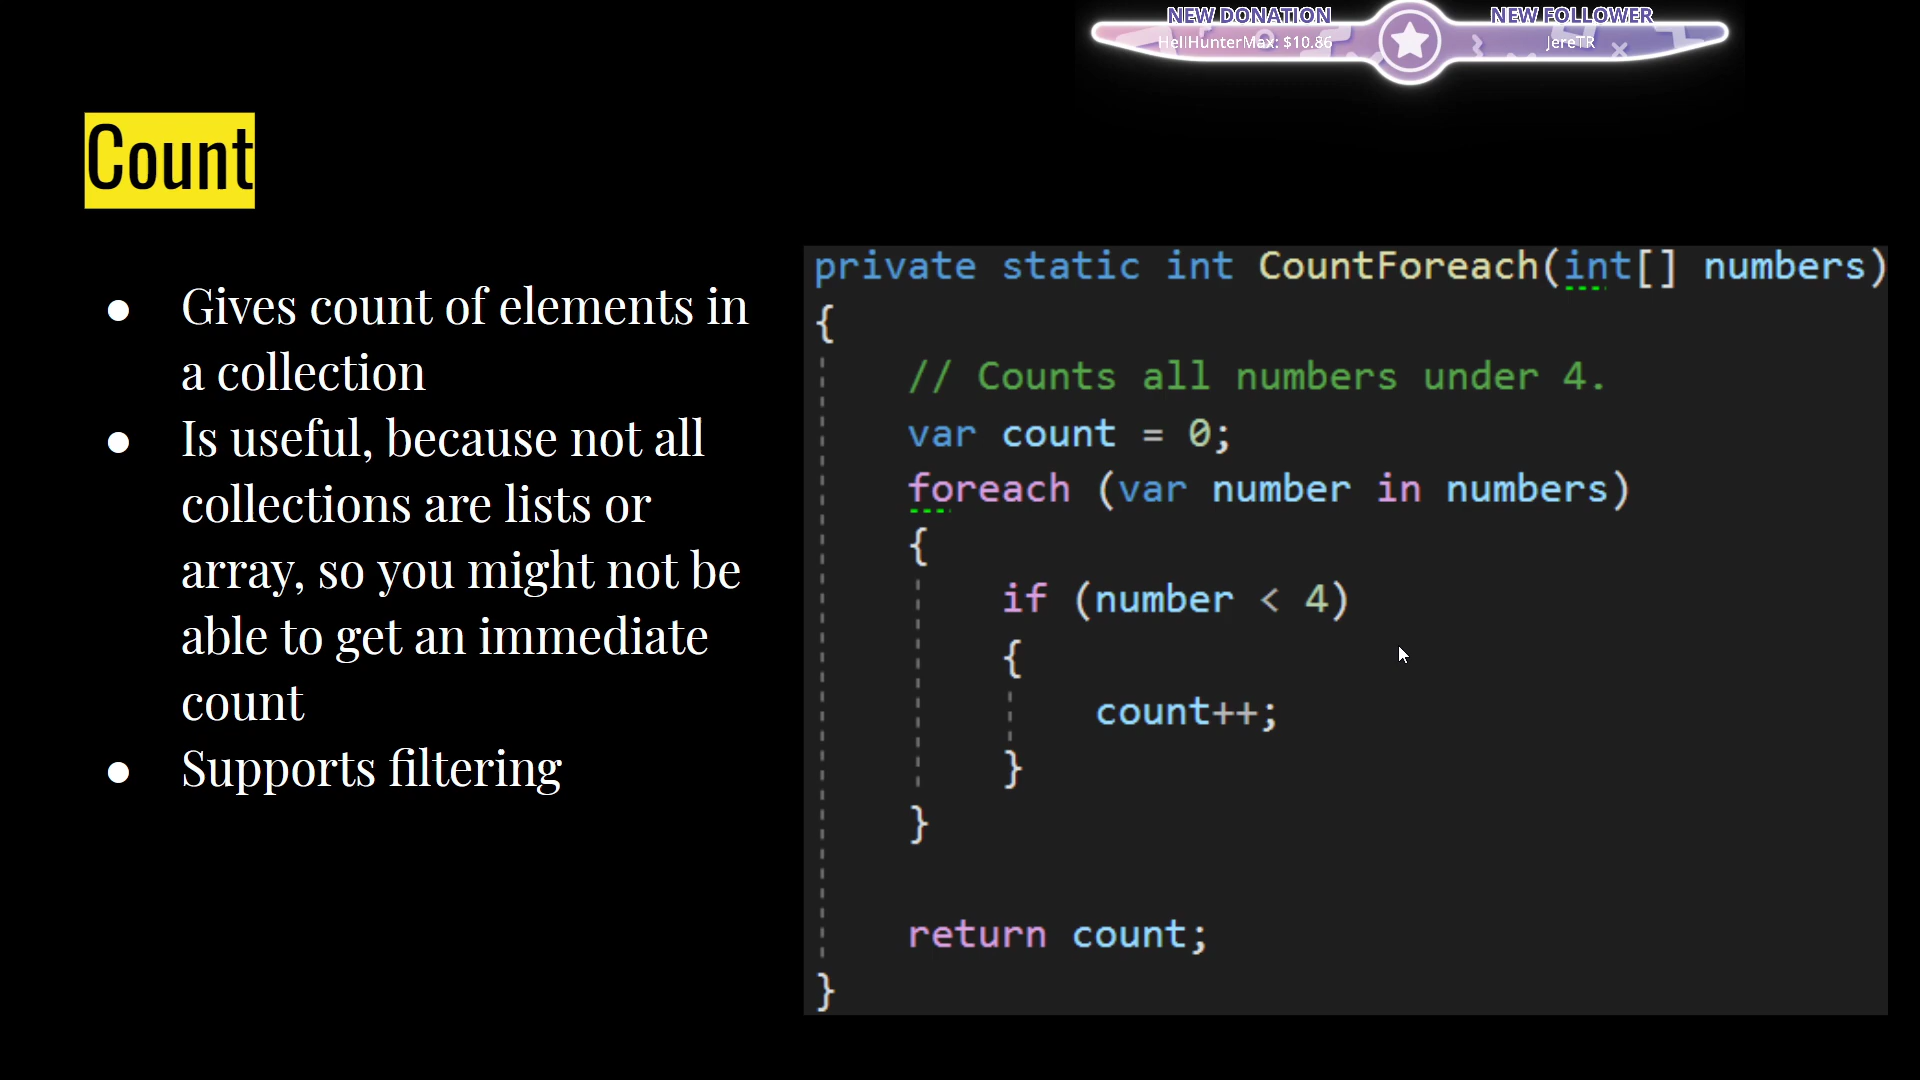 NEW DONATION
HellHunterMax: $10.86
NEW FOLLOWER
JereTR
Count
● Gives count of elements in
a collection
● Is useful, because not all
collections are lists or
array, so you might not be
able to get an immediate
count
● Supports filtering
private static int CountForeach(int[] numbers)
{
// Counts all numbers under 4.
var count = 0;
foreach (var number in numbers)
{
if (number < 4)
{
count++;
}
}
return count;
}